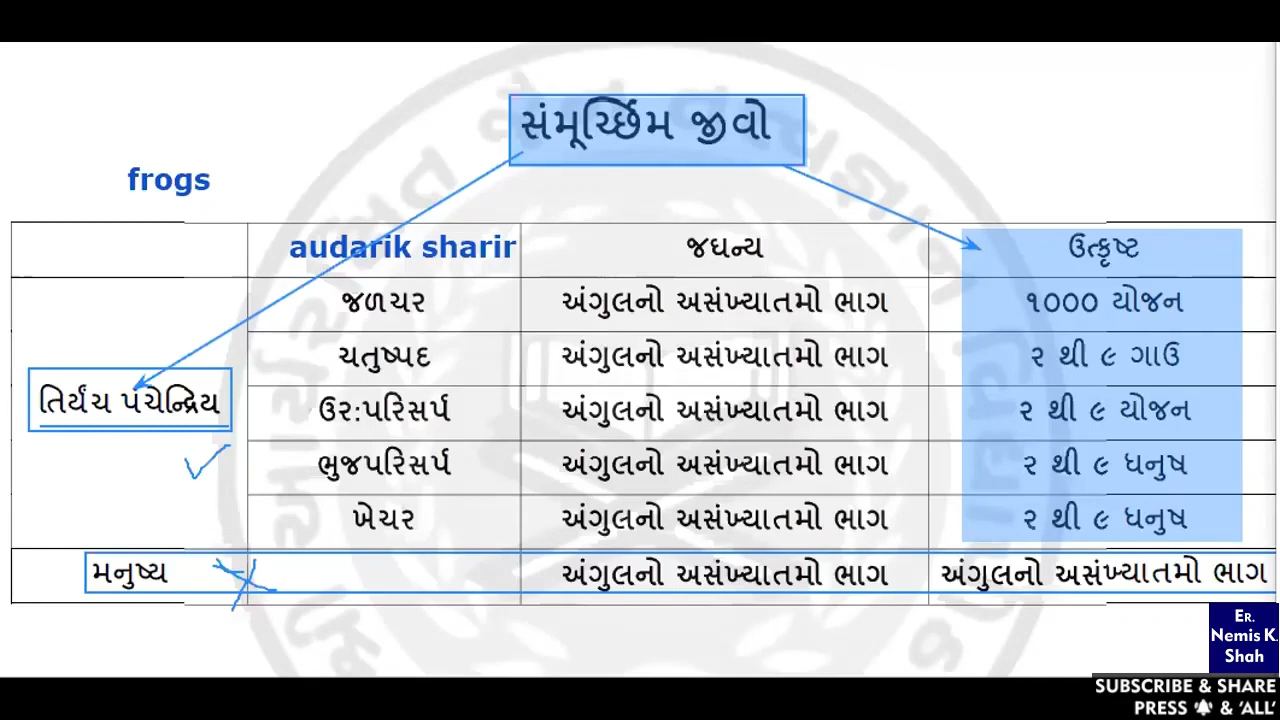 સંમૂર્ચ્છિમ જીવો
frogs
audarik sharir જઘન્ય ઉત્કૃષ્ટ
જળચર અંગુલનો અસંખ્યાતમો ભાગ ૧૦૦૦ યોજન
ચતુષ્પદ અંગુલનો અસંખ્યાતમો ભાગ ૨ થી ૯ ગાઉ
તિર્યંચ પંચેન્દ્રિય ઉરઃપરિસર્પ અંગુલનો અસંખ્યાતમો ભાગ ૨ થી ૯ યોજન
ભુજપરિસર્પ અંગુલનો અસંખ્યાતમો ભાગ ૨ થી ૯ ધનુષ
ખેચર અંગુલનો અસંખ્યાતમો ભાગ ૨ થી ૯ ધનુષ
મનુષ્ય અંગુલનો અસંખ્યાતમો ભાગ અંગુલનો અસંખ્યાતમો ભાગ
ER.
Nemis K.
Shah
SUBSCRIBE & SHARE
PRESS & 'ALL'